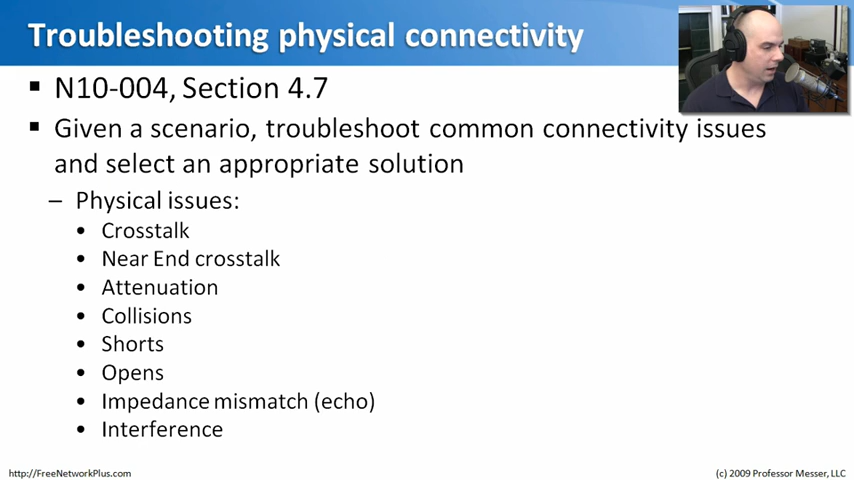 Troubleshooting physical connectivity
▪ N10-004, Section 4.7
▪ Given a scenario, troubleshoot common connectivity issues
and select an appropriate solution
– Physical issues:
• Crosstalk
• Near End crosstalk
• Attenuation
• Collisions
• Shorts
• Opens
• Impedance mismatch (echo)
• Interference
http://FreeNetworkPlus.com
(c) 2009 Professor Messer, LLC